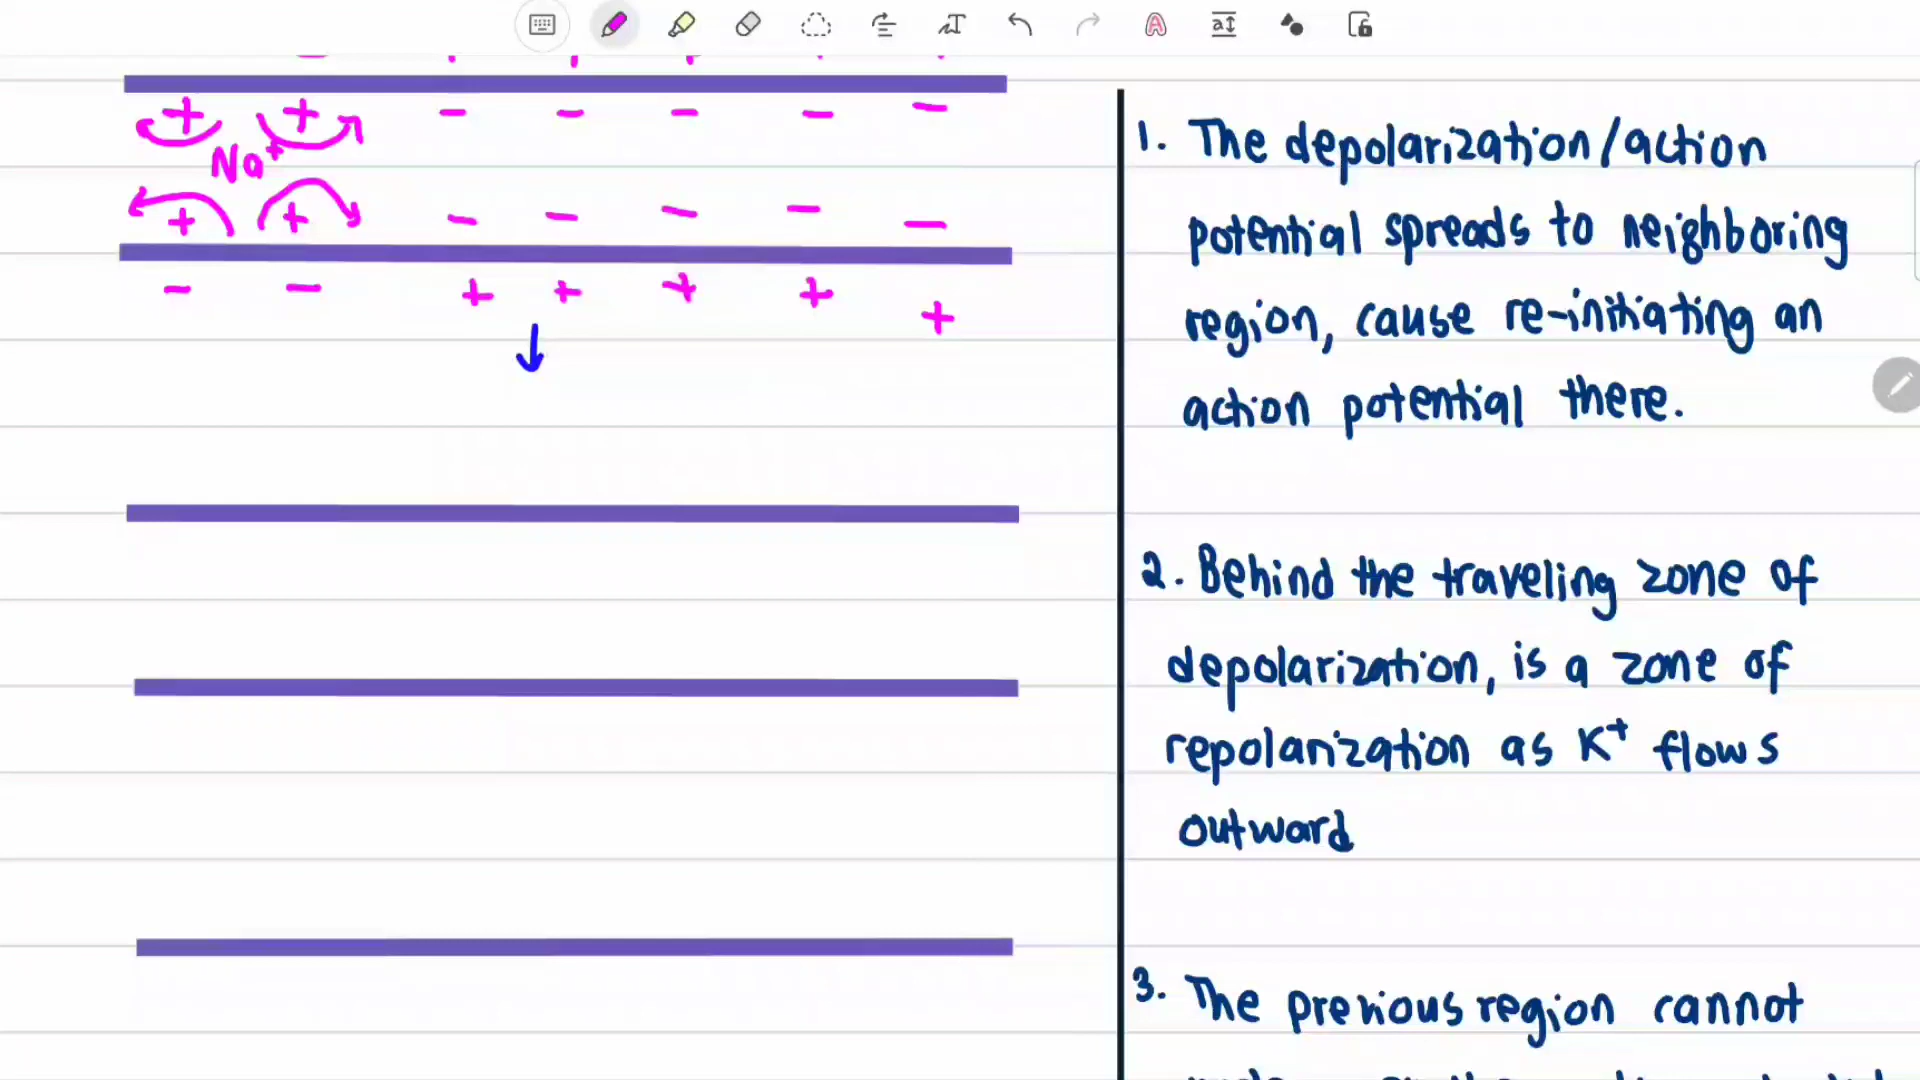 + + - - - - -
Na+
+ + - - - - -
- - + + + + +
1. The depolarization/action
potential spreads to neighboring
region, cause re-initiating an
action potential there.
2. Behind the traveling zone of
depolarization, is a zone of
repolarization as K+ flows
outward
3. The previous region cannot